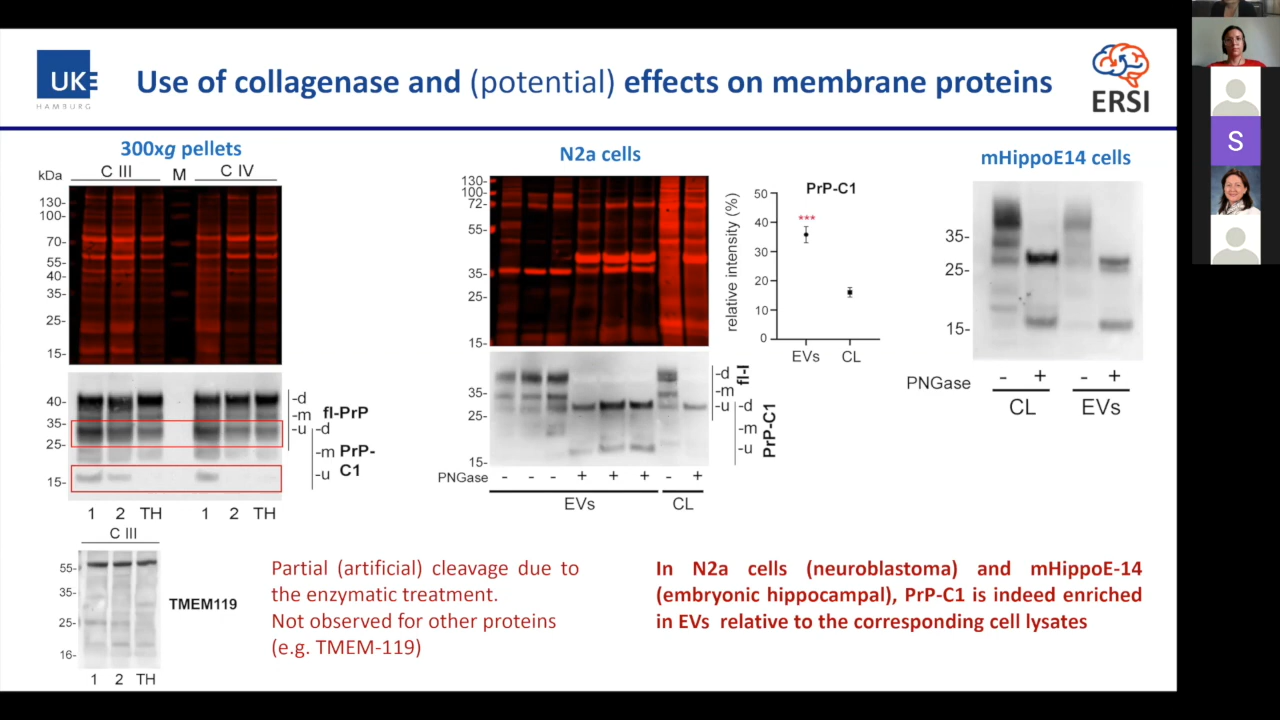 UKE
HAMBURG
Use of collagenase and (potential) effects on membrane proteins
ERSI
300xg pellets
kDa
C III M C IV
130-
100-
70-
55-
40-
35-
25-
15-
40-
35-
25-
15-
-d
-m fl-PrP
-u -d
-m PrP-
-u C1
1 2 TH 1 2 TH
C III
55-
35-
25-
16-
TMEM119
1 2 TH
N2a cells
130-
100-
72-
55-
35-
25-
15-
35-
25-
15-
-d fl-I
-m
-u -d
-m PrP-C1
-u
PNGase - - - + + + - +
EVs CL
PrP-C1
relative intensity (%)
50
40
30
20
10
0
***
EVs CL
mHippoE14 cells
35-
25-
15-
PNGase - + - +
CL EVs
Partial (artificial) cleavage due to
the enzymatic treatment.
Not observed for other proteins
(e.g. TMEM-119)
In N2a cells (neuroblastoma) and mHippoE-14
(embryonic hippocampal), PrP-C1 is indeed enriched
in EVs relative to the corresponding cell lysates
S